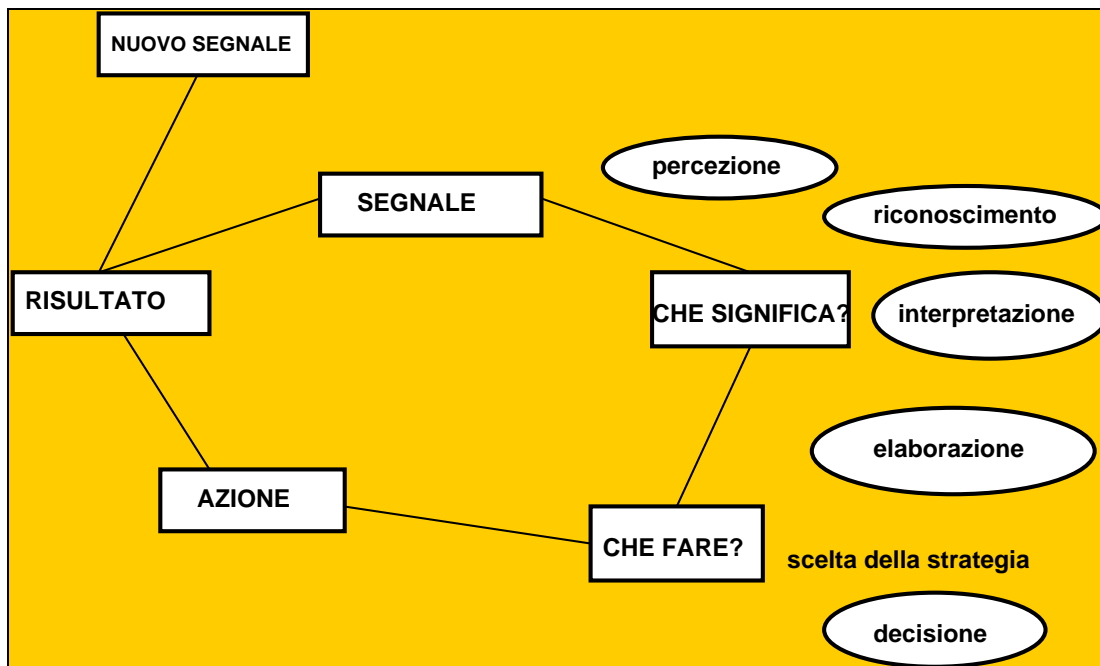 NUOVO SEGNALE
percezione
SEGNALE
riconoscimento
RISULTATO
CHE SIGNIFICA?
interpretazione
elaborazione
AZIONE
CHE FARE?
scelta della strategia
decisione